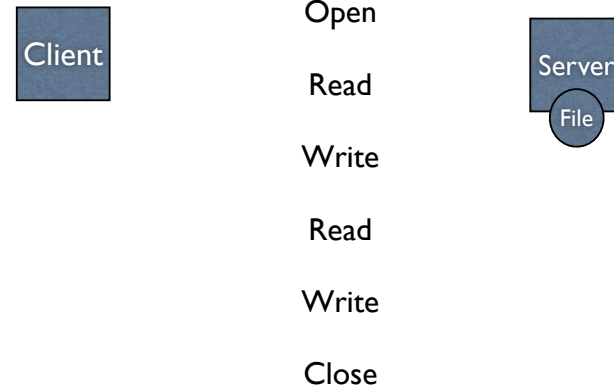 Open
Client
Server
Read
File
Write
Read
Write
Close